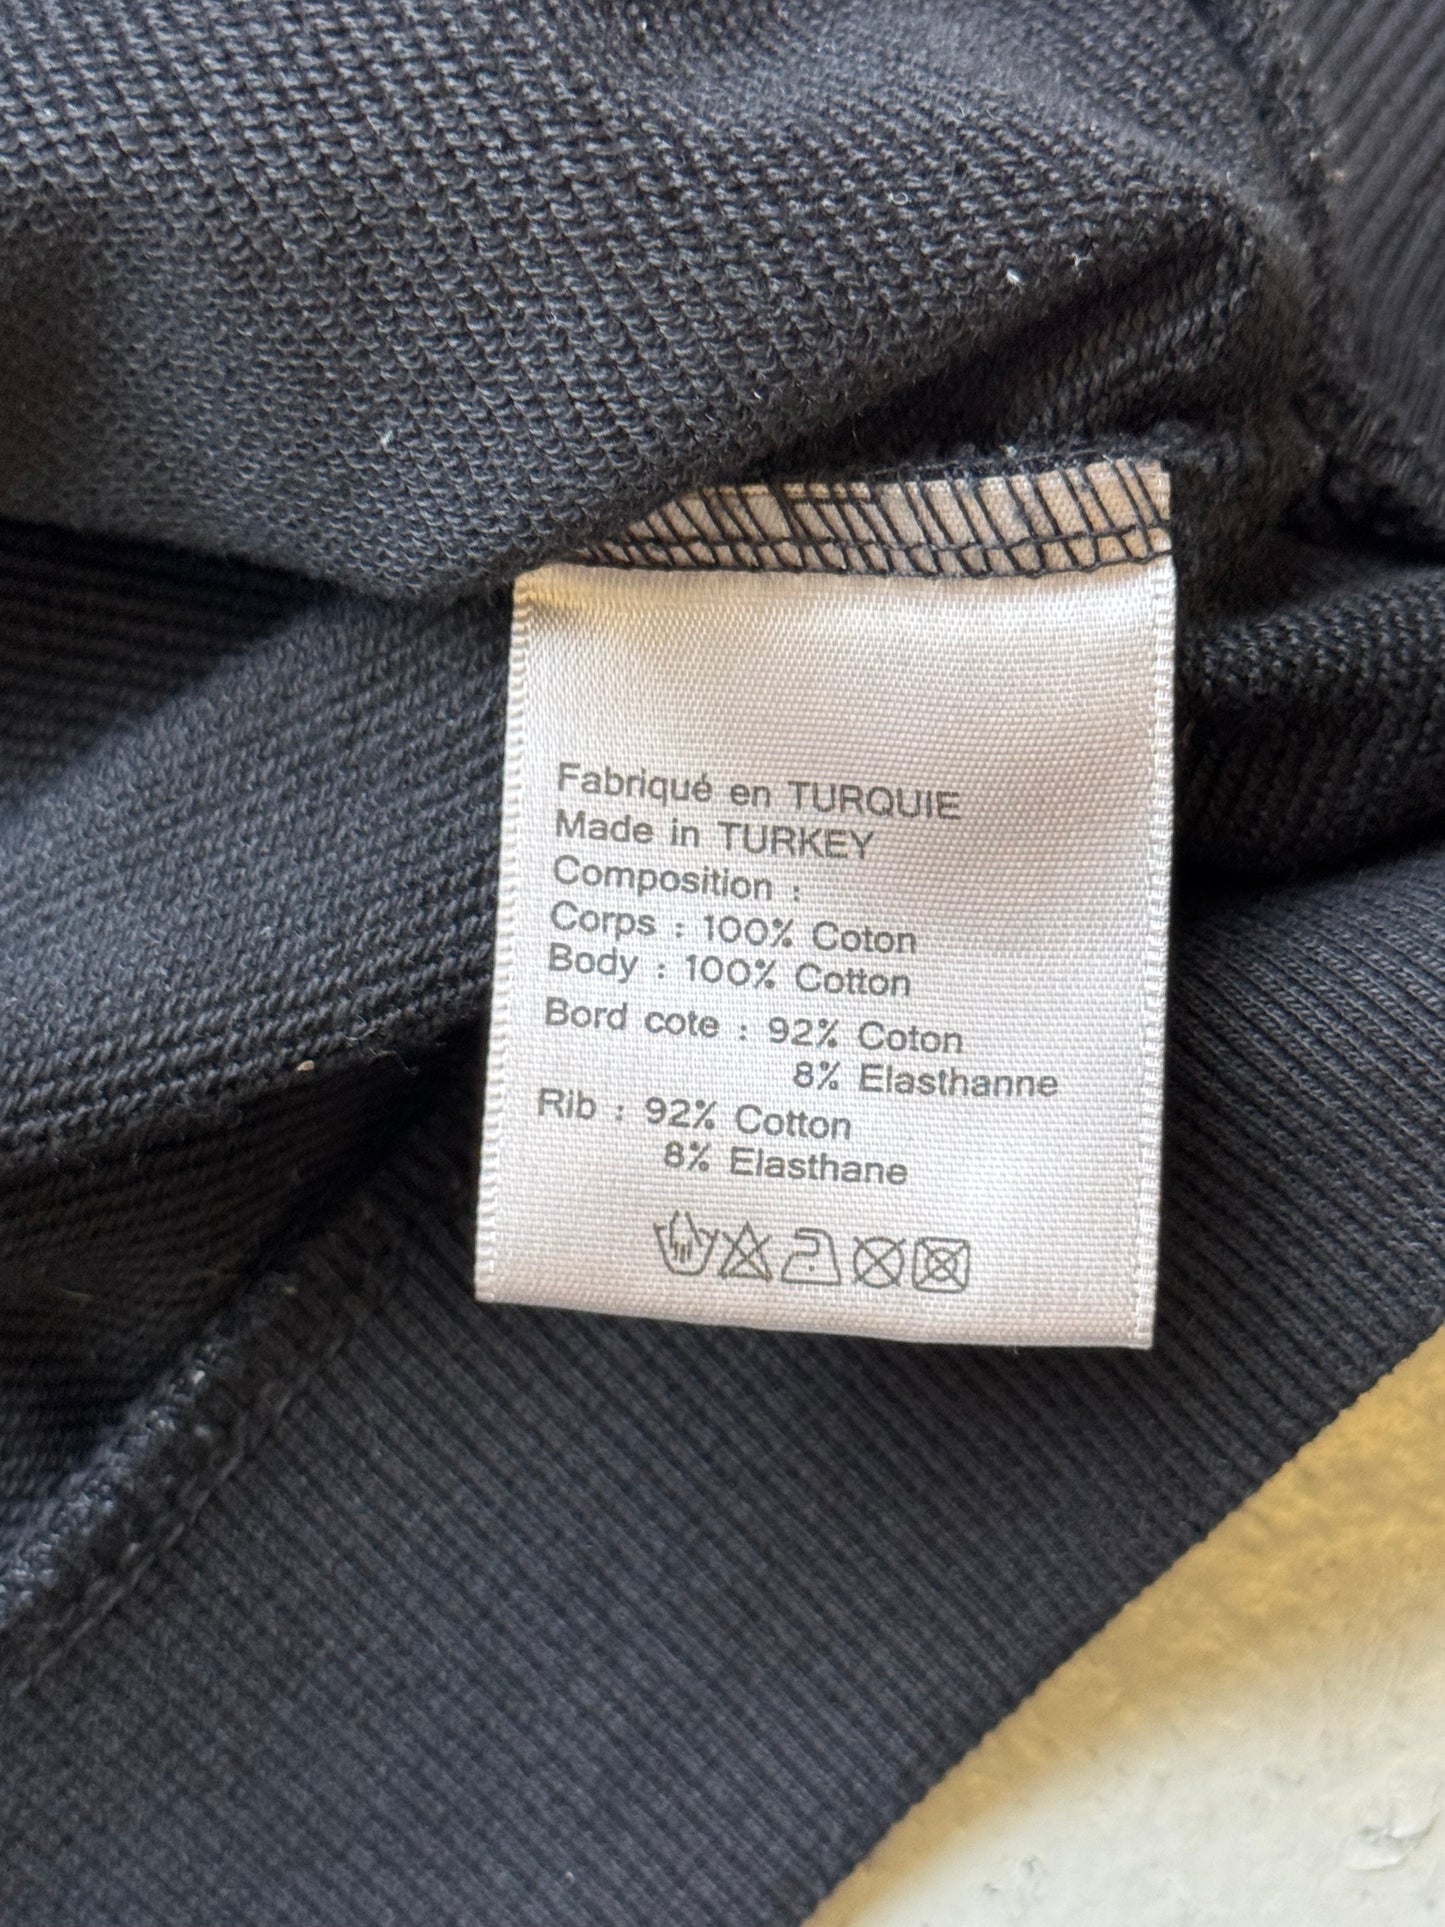 Fabriqué en TURQUIE
Made in TURKEY
Composition :
Corps : 100% Coton
Body : 100% Cotton
Bord cote : 92% Coton
8% Elasthanne
Rib : 92% Cotton
8% Elasthane